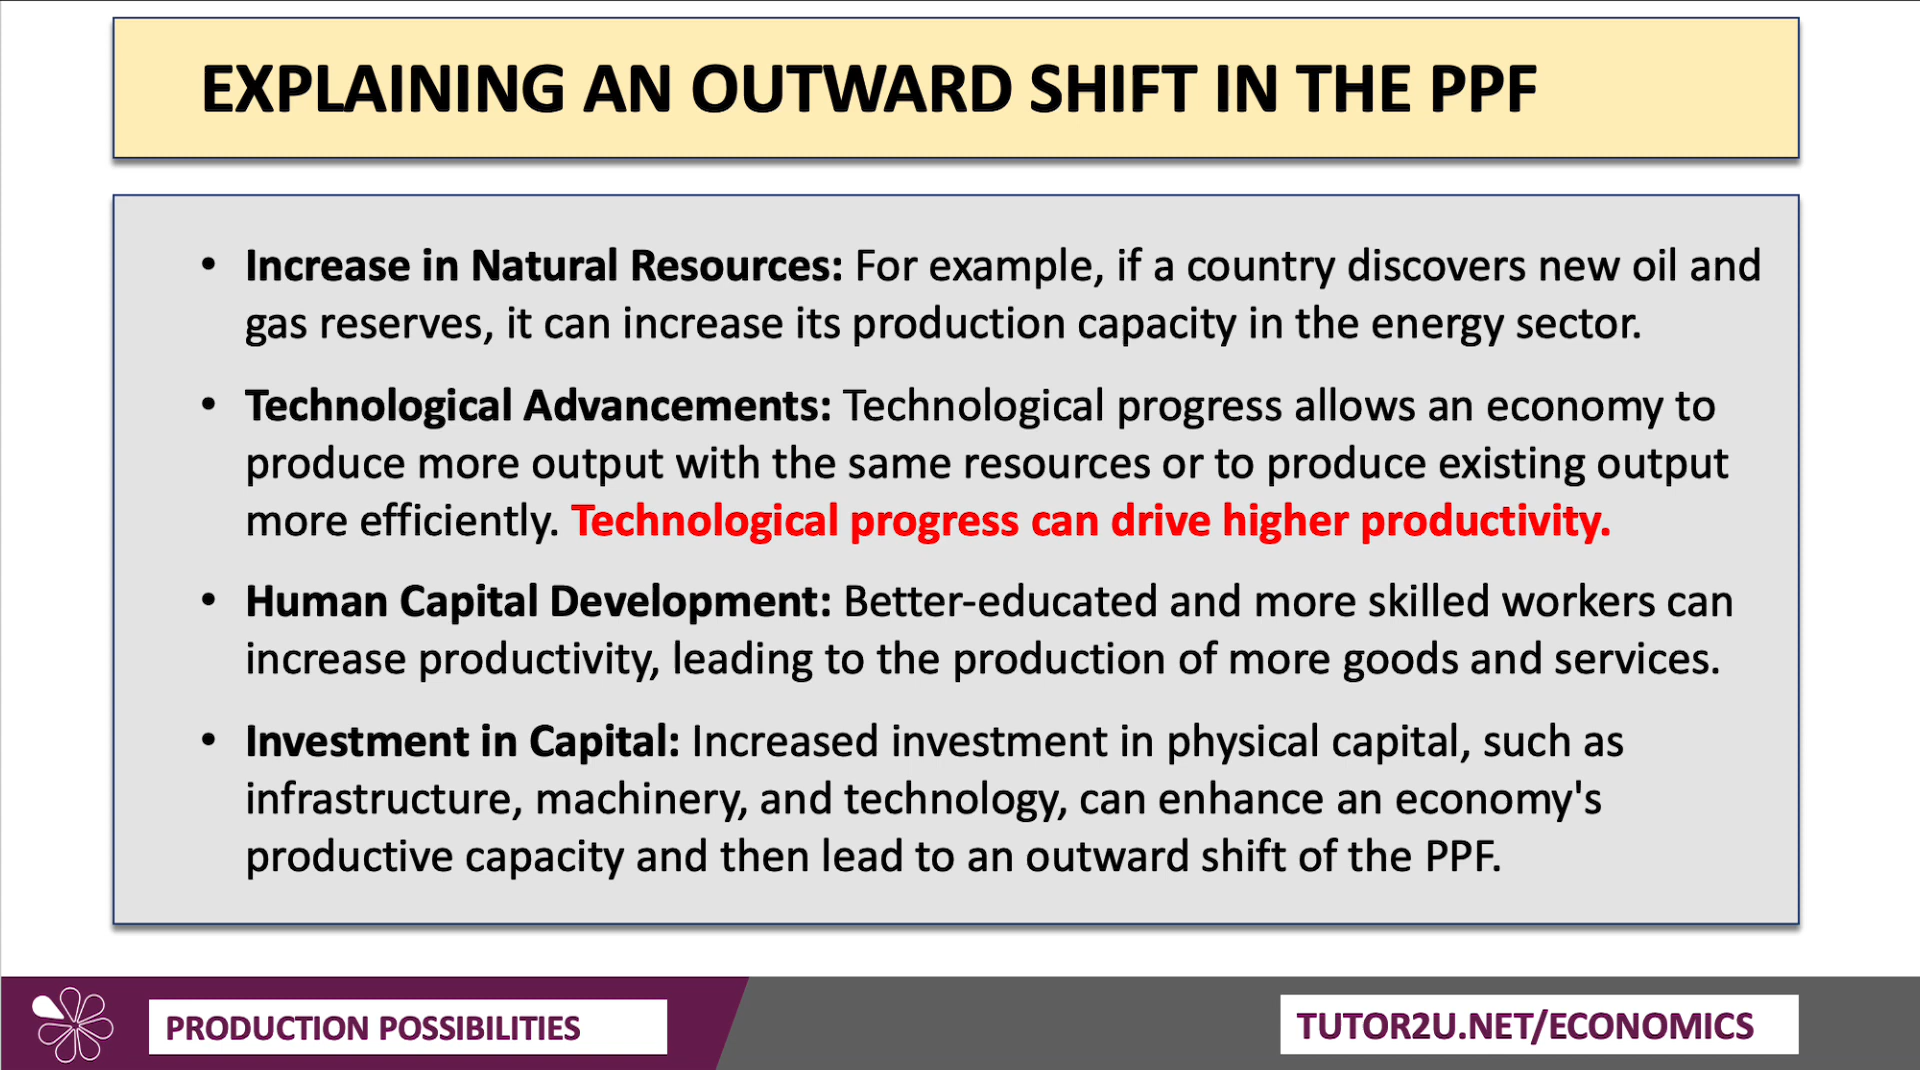 EXPLAINING AN OUTWARD SHIFT IN THE PPF
• Increase in Natural Resources: For example, if a country discovers new oil and
gas reserves, it can increase its production capacity in the energy sector.
• Technological Advancements: Technological progress allows an economy to
produce more output with the same resources or to produce existing output
more efficiently. Technological progress can drive higher productivity.
• Human Capital Development: Better-educated and more skilled workers can
increase productivity, leading to the production of more goods and services.
• Investment in Capital: Increased investment in physical capital, such as
infrastructure, machinery, and technology, can enhance an economy's
productive capacity and then lead to an outward shift of the PPF.
PRODUCTION POSSIBILITIES
TUTOR2U.NET/ECONOMICS